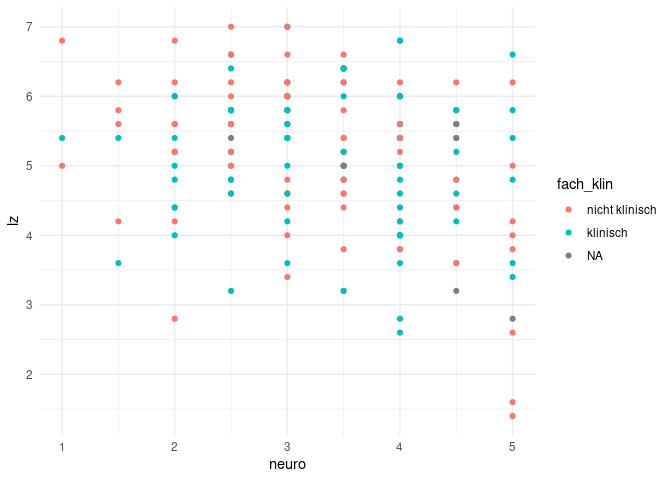 7
6
5
4
3
2
lz
1 2 3 4 5
neuro
fach_klin
nicht klinisch
klinisch
NA